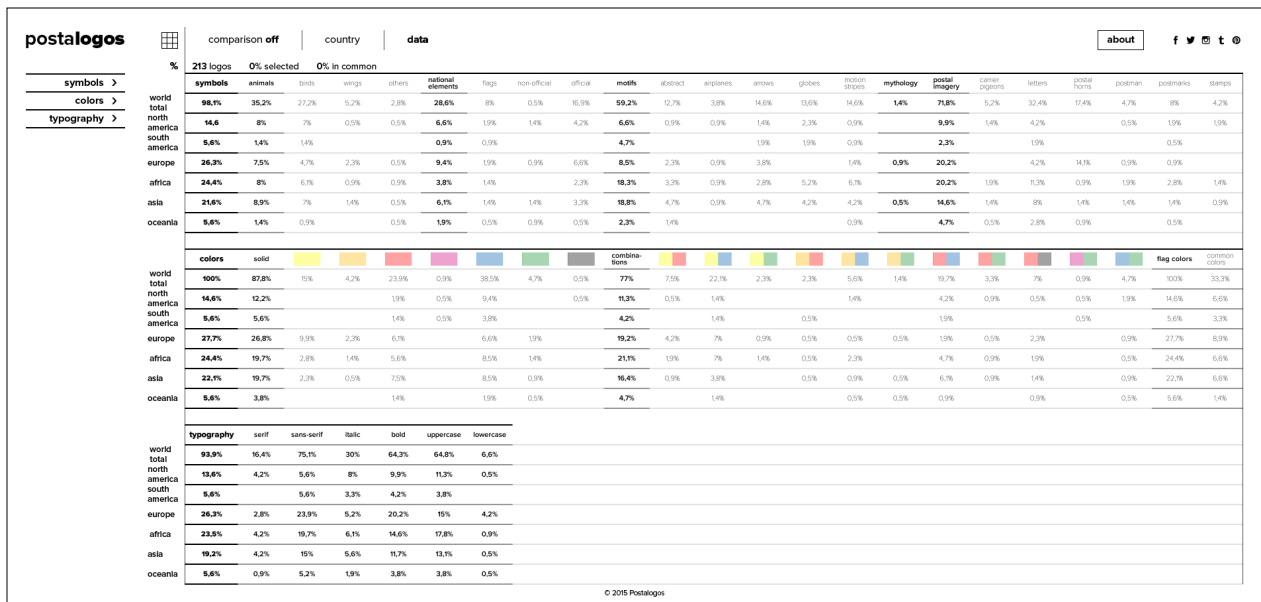 postalogos
comparison off
country
data
about
% 213 logos 0% selected 0% in common
symbols >
colors >
typography >
symbols animals birds wings others national elements flags non-official official motifs abstract airplanes arrows globes motion stripes mythology postal imagery carrier pigeons letters postal horns postman postmarks stamps
world total 98,1% 35,2% 27,2% 5,2% 2,8% 28,6% 8% 0,5% 16,9% 59,2% 12,7% 3,8% 14,6% 13,6% 14,6% 1,4% 71,8% 5,2% 32,4% 17,4% 4,7% 8% 4,2%
north america 14,6 8% 7% 0,5% 0,5% 6,6% 1,9% 1,4% 4,2% 6,6% 0,9% 0,9% 1,4% 2,3% 0,9% 9,9% 1,4% 4,2% 0,5% 1,9% 1,9%
south america 5,6% 1,4% 1,4% 0,9% 0,9% 4,7% 1,9% 1,9% 0,9% 2,3% 1,9% 0,5%
europe 26,3% 7,5% 4,7% 2,3% 0,5% 9,4% 1,9% 0,9% 6,6% 8,5% 2,3% 0,9% 3,8% 1,4% 0,9% 20,2% 4,2% 14,1% 0,9% 0,9%
africa 24,4% 8% 6,1% 0,9% 0,9% 3,8% 1,4% 2,3% 18,3% 3,3% 0,9% 2,8% 5,2% 6,1% 20,2% 1,9% 11,3% 0,9% 1,9% 2,8% 1,4%
asia 21,6% 8,9% 7% 1,4% 0,5% 6,1% 1,4% 1,4% 3,3% 18,8% 4,7% 0,9% 4,7% 4,2% 4,2% 0,5% 14,6% 1,4% 8% 1,4% 1,4% 1,4% 0,9%
oceania 5,6% 1,4% 0,9% 0,5% 1,9% 0,5% 0,9% 0,5% 2,3% 1,4% 0,9% 4,7% 0,5% 2,8% 0,9% 0,5%
colors solid combina-tions flag colors common colors
world total 100% 87,8% 15% 4,2% 23,9% 0,9% 38,5% 4,7% 0,5% 77% 7,5% 22,1% 2,3% 2,3% 5,6% 1,4% 19,7% 3,3% 7% 0,9% 4,7% 100% 33,3%
north america 14,6% 12,2% 1,9% 0,5% 9,4% 0,5% 11,3% 0,5% 1,4% 1,4% 4,2% 0,9% 0,5% 0,5% 1,9% 14,6% 6,6%
south america 5,6% 5,6% 1,4% 0,5% 3,8% 4,2% 1,4% 0,5% 1,9% 0,5% 5,6% 3,3%
europe 27,7% 26,8% 9,9% 2,3% 6,1% 6,6% 1,9% 19,2% 4,2% 7% 0,9% 0,5% 0,5% 0,5% 1,9% 0,5% 2,3% 0,9% 27,7% 8,9%
africa 24,4% 19,7% 2,8% 1,4% 5,6% 8,5% 1,4% 21,1% 1,9% 7% 1,4% 0,5% 2,3% 4,7% 0,9% 1,9% 0,5% 24,4% 6,6%
asia 22,1% 19,7% 2,3% 0,5% 7,5% 8,5% 0,9% 16,4% 0,9% 3,8% 0,5% 0,9% 0,5% 6,1% 0,9% 1,4% 0,9% 22,1% 6,6%
oceania 5,6% 3,8% 1,4% 1,9% 0,5% 4,7% 1,4% 0,5% 0,5% 0,9% 0,9% 0,5% 5,6% 1,4%
typography serif sans-serif italic bold uppercase lowercase
world total 93,9% 16,4% 75,1% 30% 64,3% 64,8% 6,6%
north america 13,6% 4,2% 5,6% 8% 9,9% 11,3% 0,5%
south america 5,6% 5,6% 3,3% 4,2% 3,8%
europe 26,3% 2,8% 23,9% 5,2% 20,2% 15% 4,2%
africa 23,5% 4,2% 19,7% 6,1% 14,6% 17,8% 0,9%
asia 19,2% 4,2% 15% 5,6% 11,7% 13,1% 0,5%
oceania 5,6% 0,9% 5,2% 1,9% 3,8% 3,8% 0,5%
© 2015 Postalogos